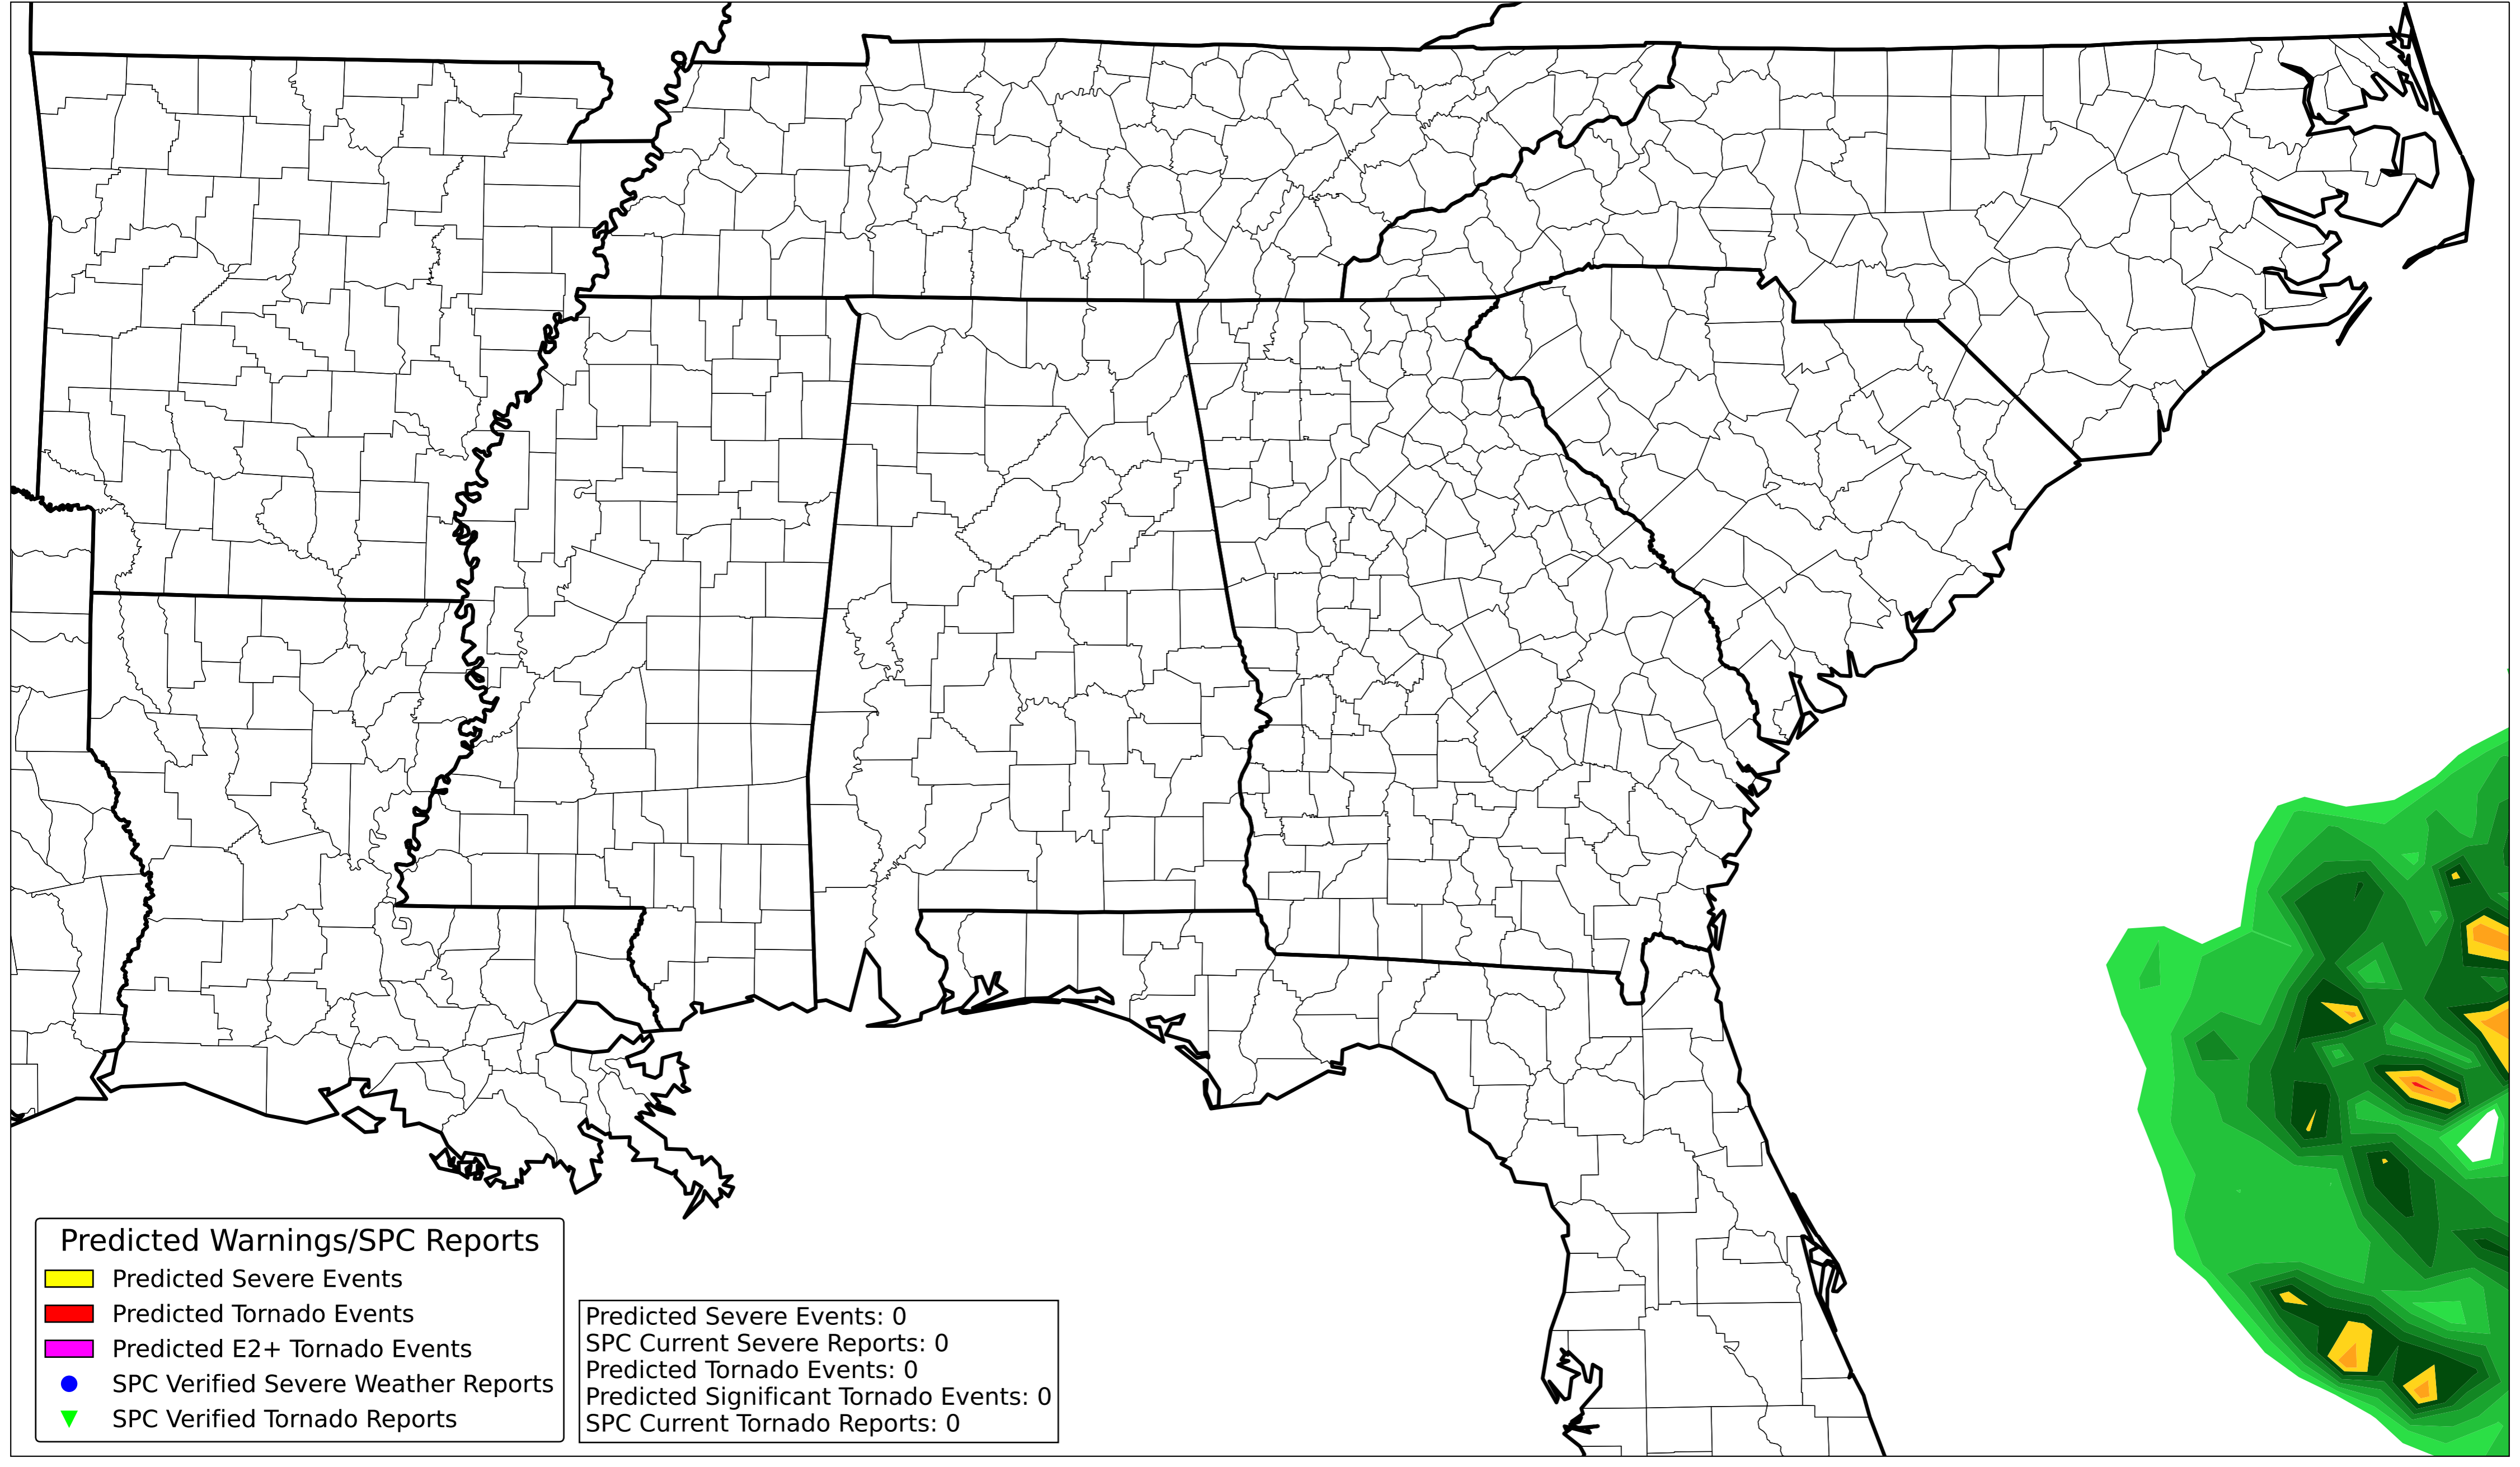 Predicted Warnings/SPC Reports
Predicted Severe Events
Predicted Tornado Events
Predicted E2+ Tornado Events
SPC Verified Severe Weather Reports
SPC Verified Tornado Reports
Predicted Severe Events: 0
SPC Current Severe Reports: 0
Predicted Tornado Events: 0
Predicted Significant Tornado Events: 0
SPC Current Tornado Reports: 0